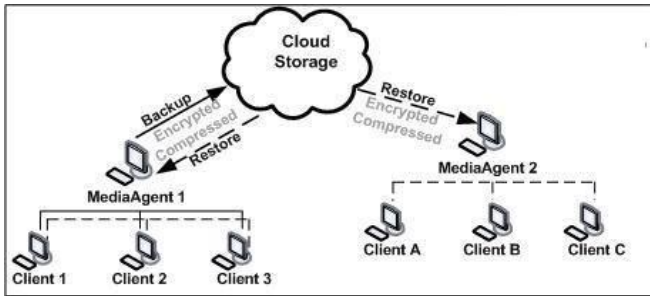 Cloud
Storage
Backup
Encrypted
Compressed
Restore
Restore
Encrypted
Compressed
MediaAgent 1
MediaAgent 2
Client 1
Client 2
Client 3
Client A
Client B
Client C